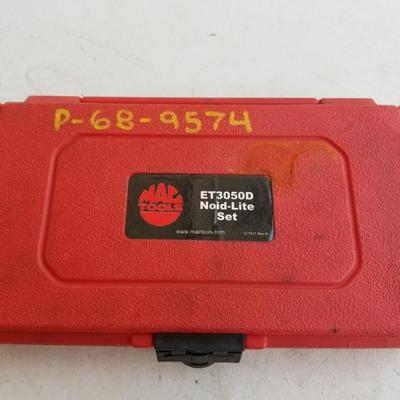 P-68-9574
MAC
TOOLS
ET3050D
Noid-Lite
Set
www.mactools.com